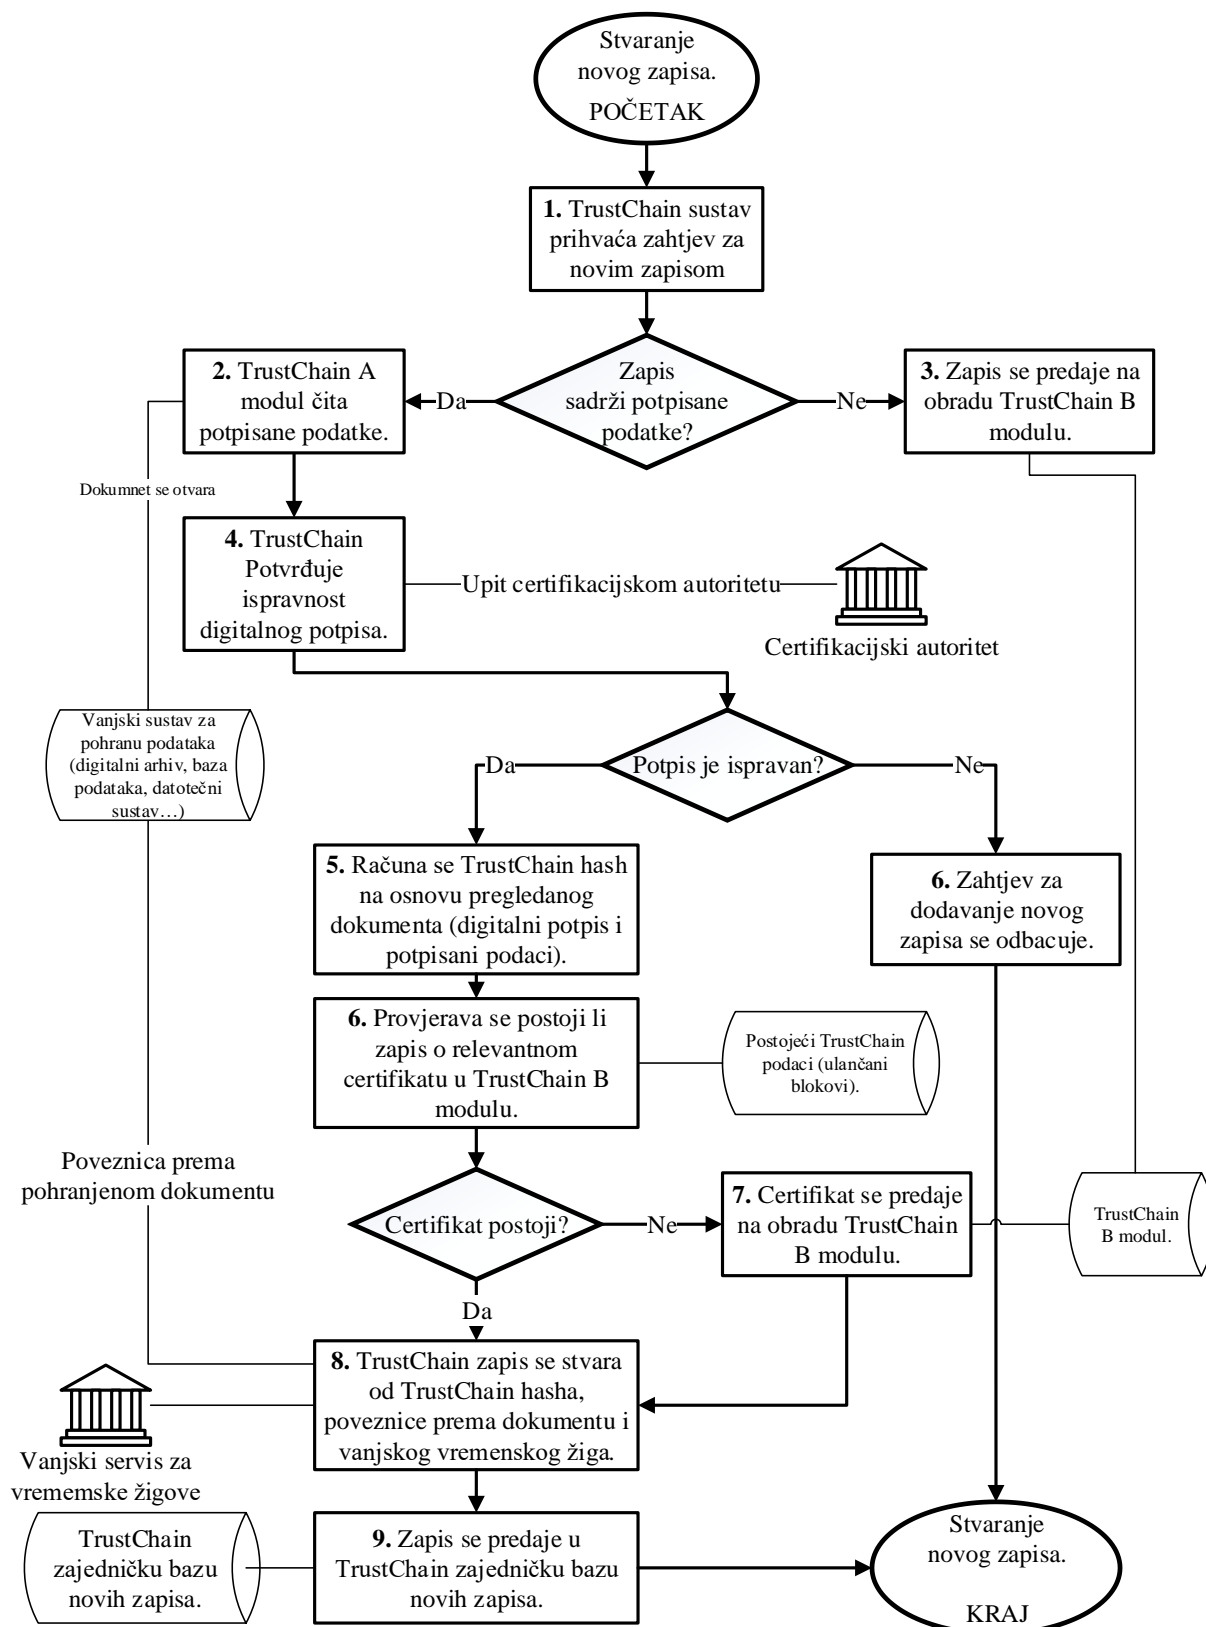 Stvaranje
novog zapisa.
POČETAK
1. TrustChain sustav
prihvaća zahtjev za
novim zapisom
Zapis
sadrži potpisane
podatke?
Da
Ne
2. TrustChain A
modul čita
potpisane podatke.
3. Zapis se predaje na
obradu TrustChain B
modulu.
Dokumnet se otvara
4. TrustChain
Potvrđuje
ispravnost
digitalnog potpisa.
Upit certifikacijskom autoritetu
Certifikacijski autoritet
Vanjski sustav za
pohranu podataka
(digitalni arhiv, baza
podataka, datotečni
sustav…)
Potpis je ispravan?
Da
Ne
5. Računa se TrustChain hash
na osnovu pregledanog
dokumenta (digitalni potpis i
potpisani podaci).
6. Zahtjev za
dodavanje novog
zapisa se odbacuje.
6. Provjerava se postoji li
zapis o relevantnom
certifikatu u TrustChain B
modulu.
Postojeći TrustChain
podaci (ulančani
blokovi).
Poveznica prema
pohranjenom dokumentu
Certifikat postoji?
Ne
Da
7. Certifikat se predaje
na obradu TrustChain
B modulu.
TrustChain
B modul.
8. TrustChain zapis se stvara
od TrustChain hasha,
poveznice prema dokumentu i
vanjskog vremenskog žiga.
Vanjski servis za
vrememske žigove
TrustChain
zajedničku bazu
novih zapisa.
9. Zapis se predaje u
TrustChain zajedničku bazu
novih zapisa.
Stvaranje
novog zapisa.
KRAJ